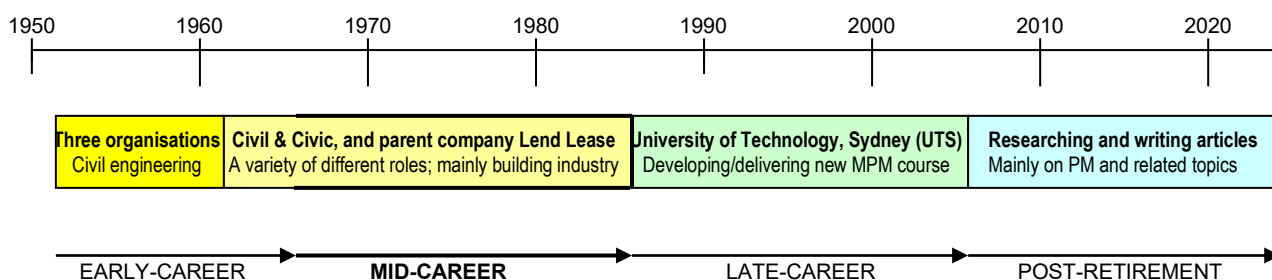 1950 1960 1970 1980 1990 2000 2010 2020
Three organisations
Civil engineering
Civil & Civic, and parent company Lend Lease
A variety of different roles; mainly building industry
University of Technology, Sydney (UTS)
Developing/delivering new MPM course
Researching and writing articles
Mainly on PM and related topics
EARLY-CAREER MID-CAREER LATE-CAREER POST-RETIREMENT